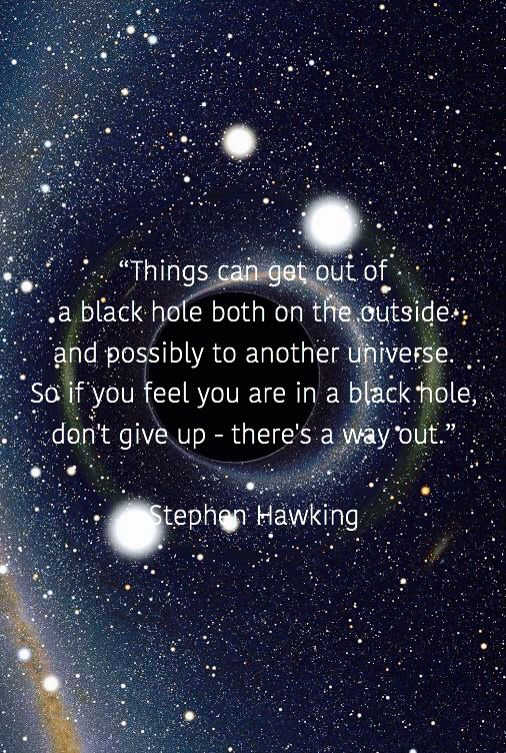 “Things can get out of
a black hole both on the outside
and possibly to another universe.
So if you feel you are in a black hole,
don't give up - there's a way out.”
Stephen Hawking